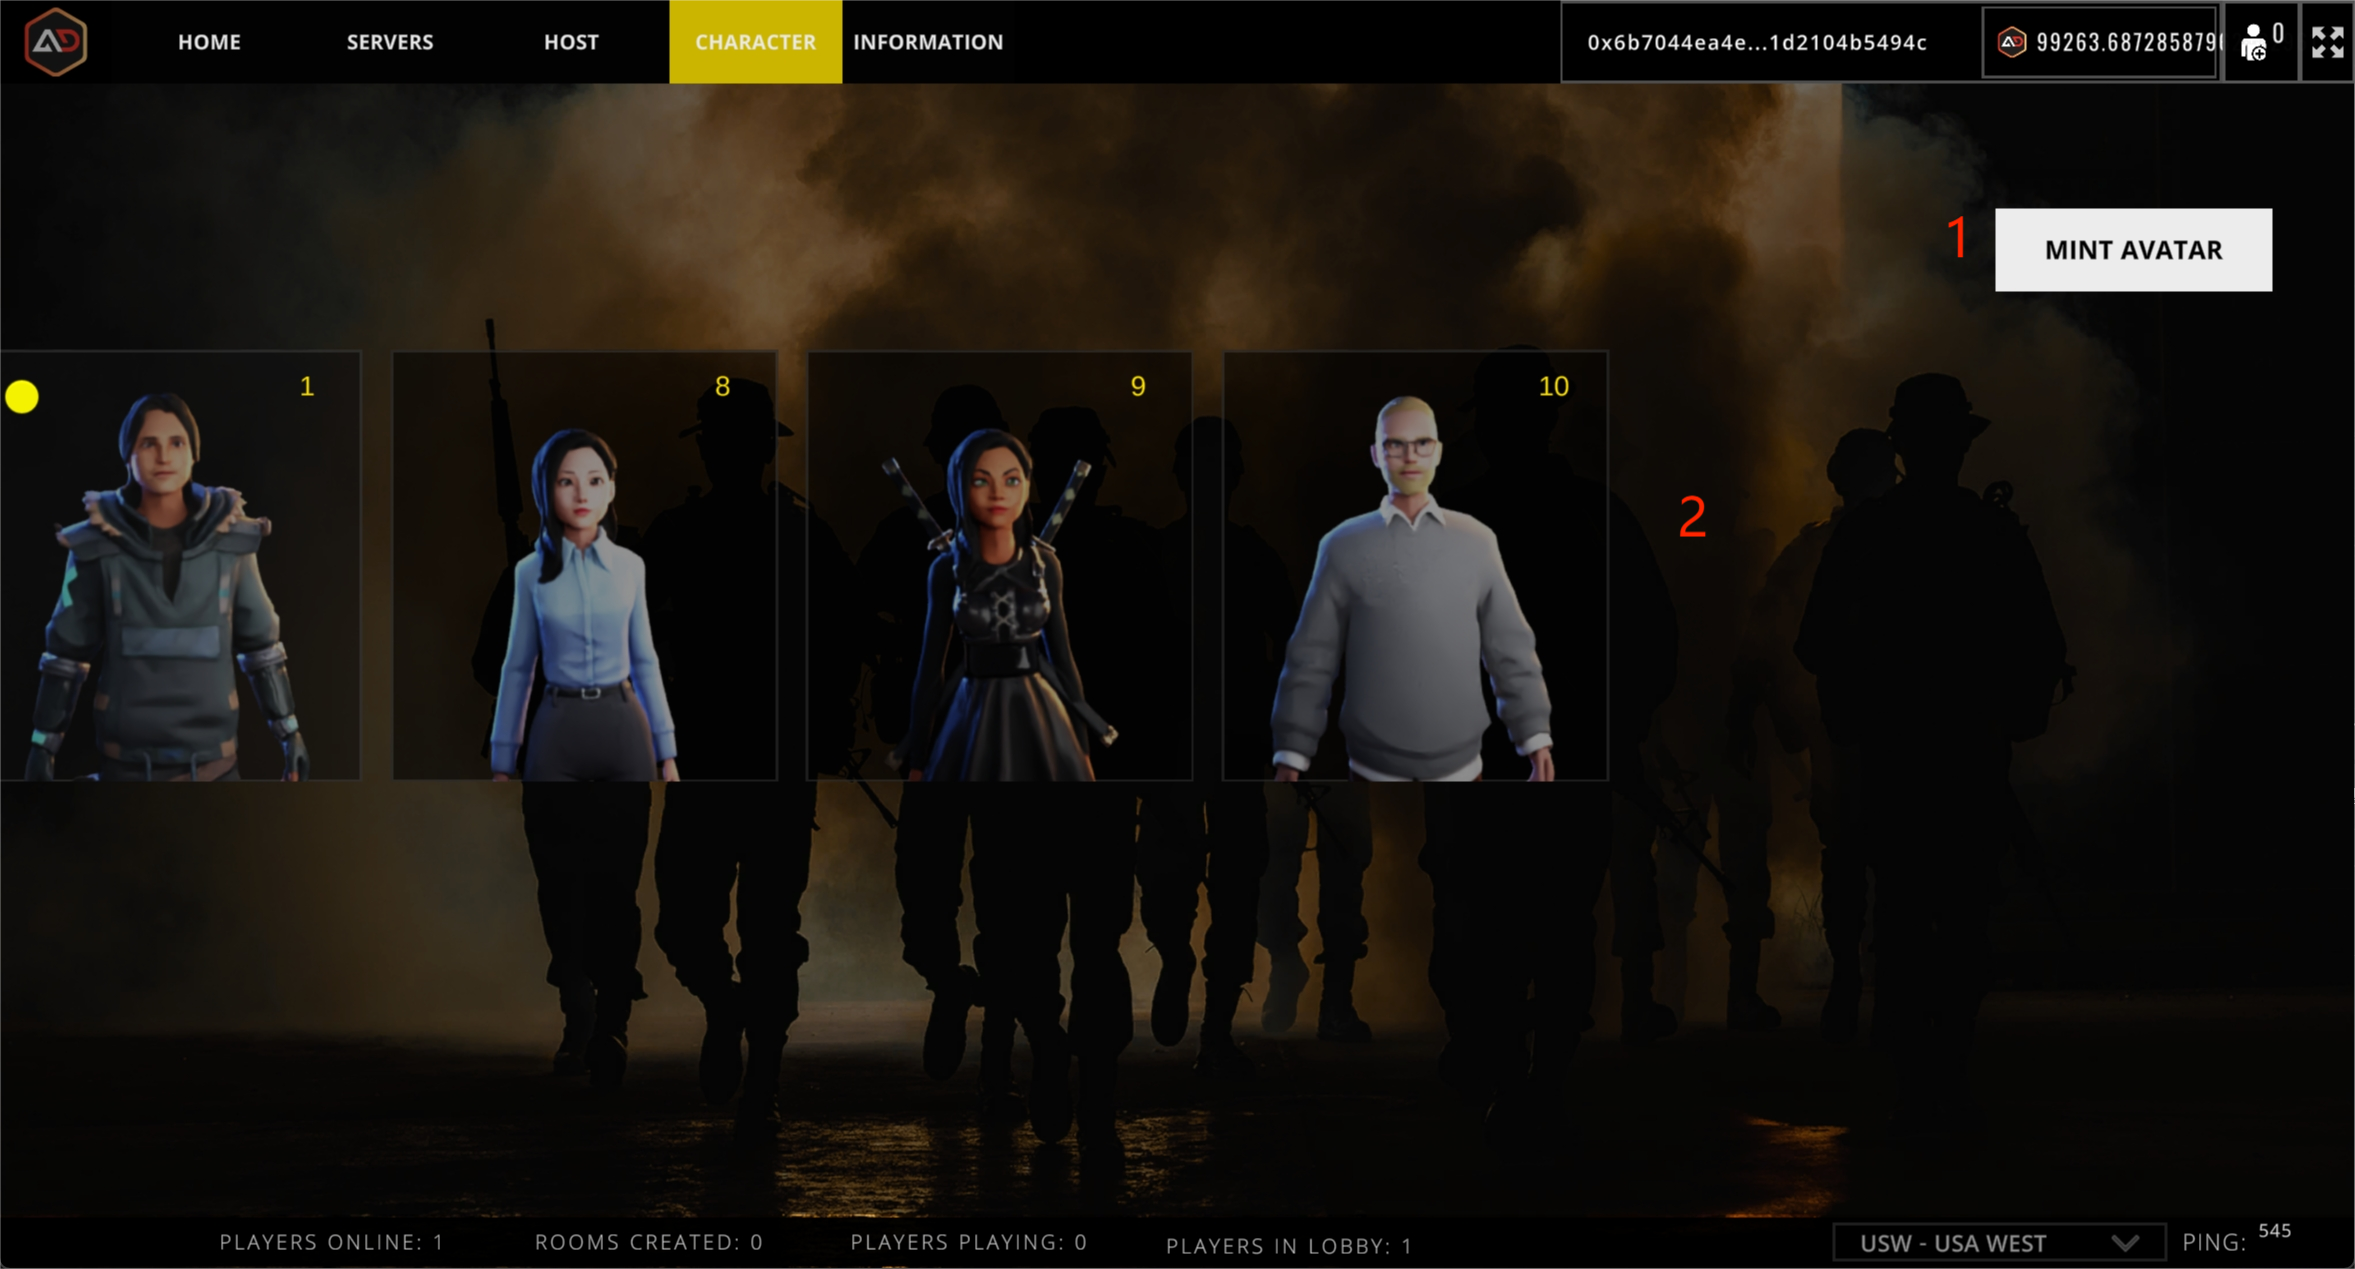 HOME
SERVERS
HOST
CHARACTER
INFORMATION
0x6b7044ea4e...1d2104b5494c
99263.687285879
0
1
MINT AVATAR
1
8
9
10
2
PLAYERS ONLINE: 1
ROOMS CREATED: 0
PLAYERS PLAYING: 0
PLAYERS IN LOBBY: 1
USW - USA WEST
PING:
545